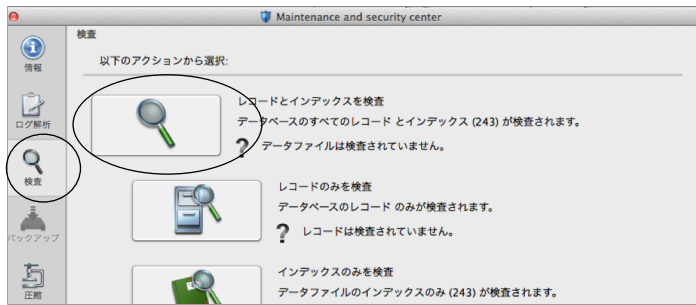 Maintenance and security center
検査
以下のアクションから選択:
情報
ログ解析
検査
バックアップ
圧縮
レコードとインデックスを検査
データベースのすべてのレコード とインデックス (243) が検査されます。
? データファイルは検査されていません。
レコードのみを検査
データベースのレコード のみが検査されます。
? レコードは検査されていません。
インデックスのみを検査
データファイルのインデックスのみ (243) が検査されます。